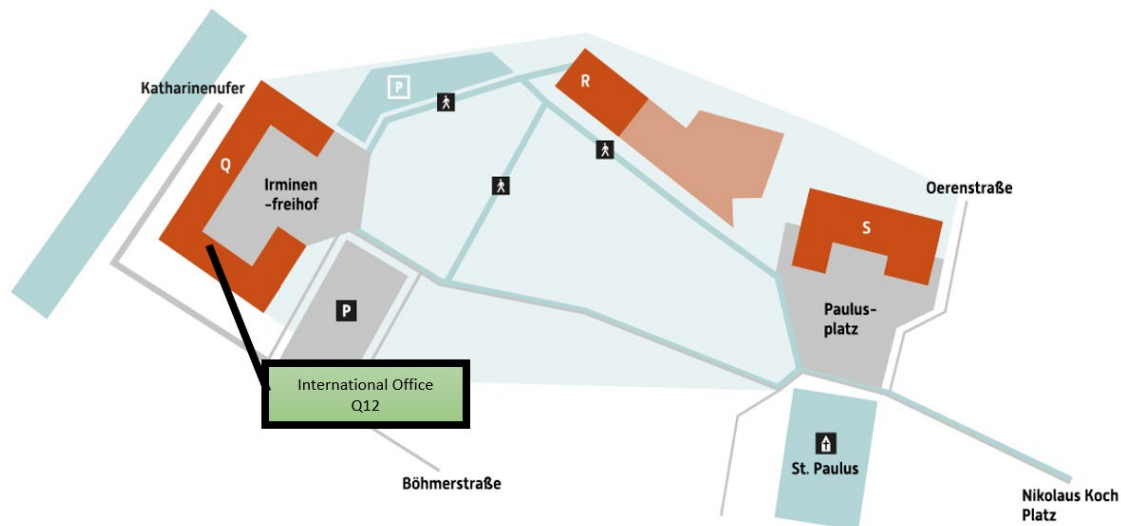 P
R
Katharinenufer
Q
Irminen
-freihof
Oerenstraße
S
P
Paulus-
platz
International Office
Q12
St. Paulus
Böhmerstraße
Nikolaus Koch
Platz